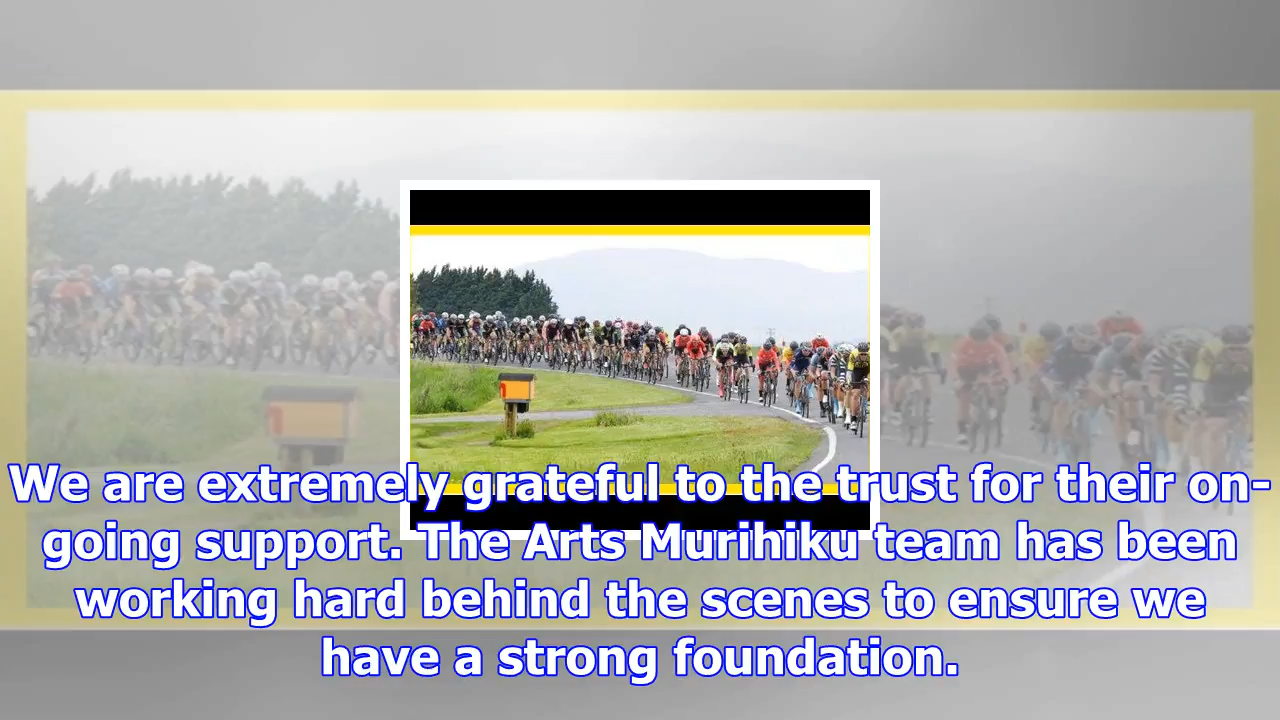 We are extremely grateful to the trust for their on-
going support. The Arts Murihiku team has been
working hard behind the scenes to ensure we
have a strong foundation.